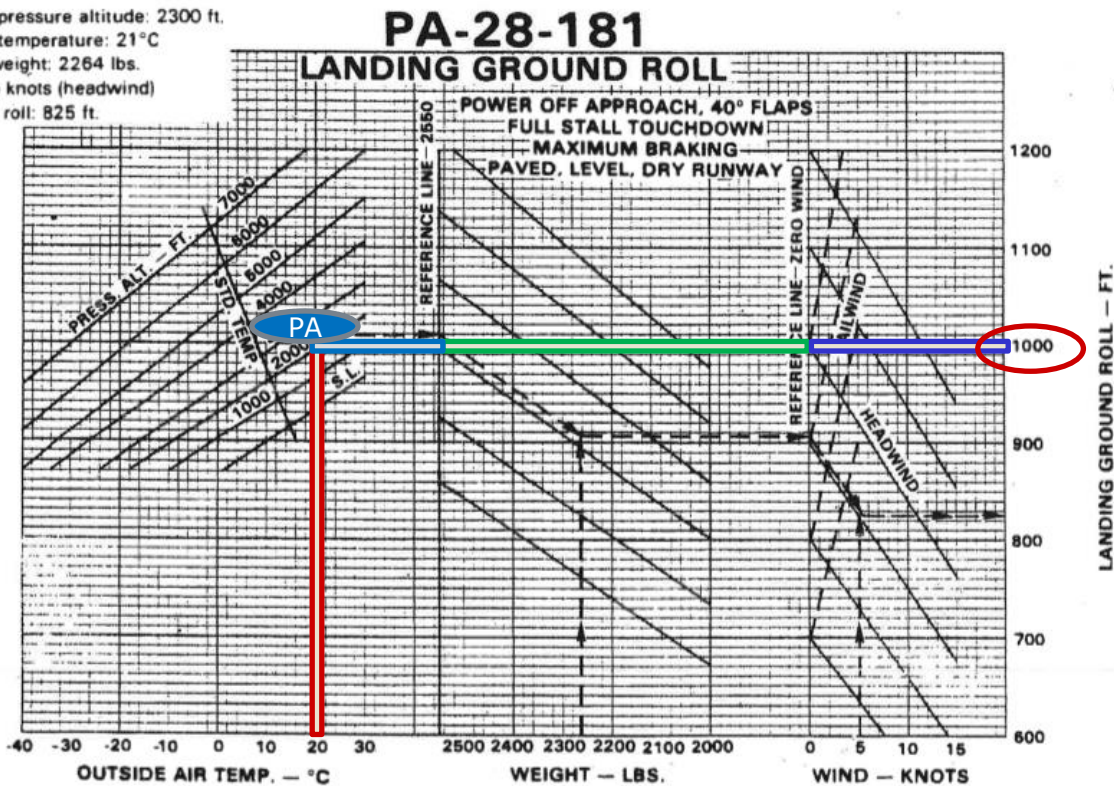 pressure altitude: 2300 ft.
temperature: 21°C
weight: 2264 lbs.
knots (headwind)
roll: 825 ft.
PA-28-181
LANDING GROUND ROLL
POWER OFF APPROACH, 40° FLAPS
FULL STALL TOUCHDOWN
MAXIMUM BRAKING
PAVED, LEVEL, DRY RUNWAY
REFERENCE LINE—2550
REFERENCE LINE—ZERO WIND
PRESS. ALT. — FT.
7000
6000
5000
4000
2000
1000
S.L.
STD. TEMP.
PA
TAILWIND
HEADWIND
1200
1100
1000
900
800
700
600
LANDING GROUND ROLL — FT.
-40 -30 -20 -10 0 10 20 30
2500 2400 2300 2200 2100 2000
0 5 10 15
OUTSIDE AIR TEMP. — °C
WEIGHT — LBS.
WIND — KNOTS